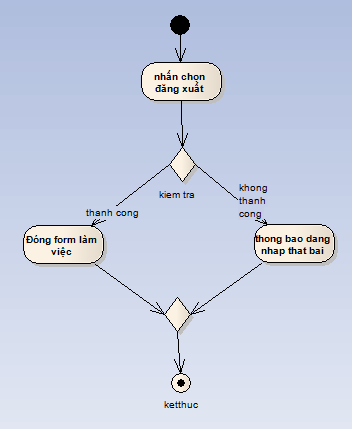 nhấn chọn
đăng xuất
kiem tra
thanh cong
khong
thanh
cong
Đóng form làm
việc
thong bao dang
nhap that bai
ketthuc